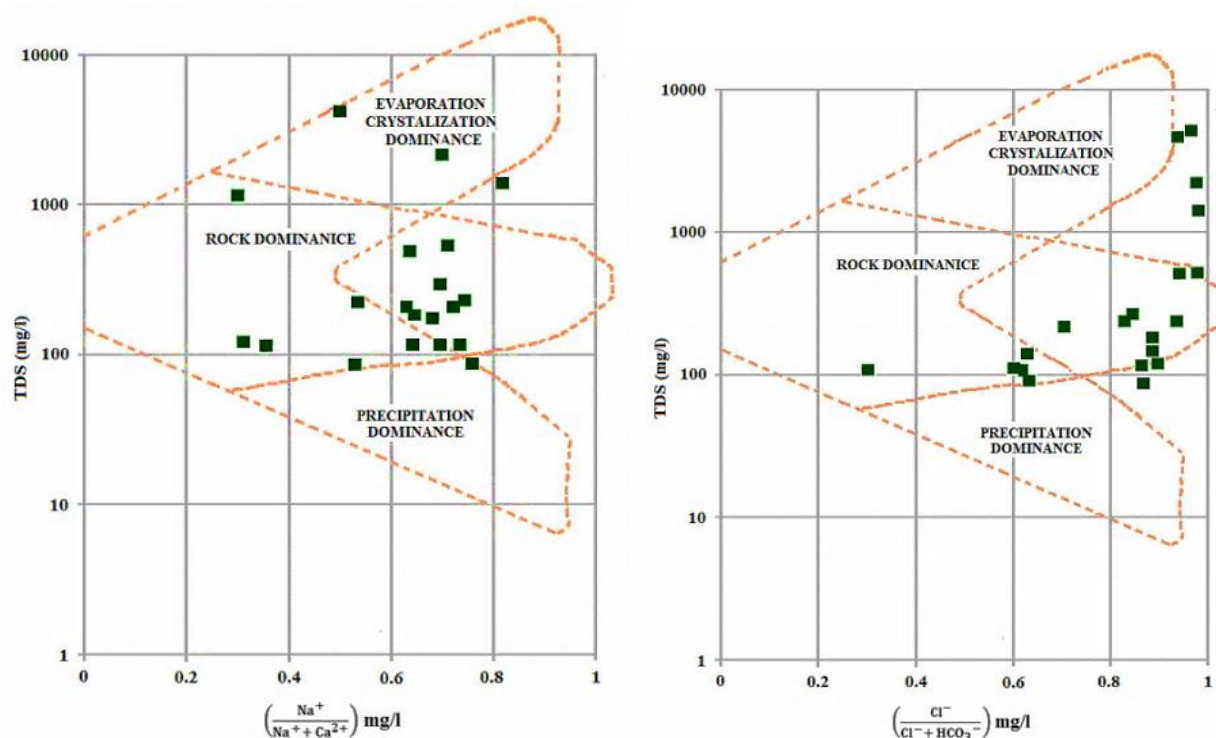 10000
1000
100
10
1
TDS (mg/l)
EVAPORATION
CRYSTALIZATION
DOMINANCE
ROCK DOMINANICE
PRECIPITATION
DOMINANCE
0 0.2 0.4 0.6 0.8 1
(Na⁺ / Na⁺ + Ca²⁺) mg/l
10000
1000
100
10
1
TDS (mg/l)
EVAPORATION
CRYSTALIZATION
DOMINANCE
ROCK DOMINANICE
PRECIPITATION
DOMINANCE
0 0.2 0.4 0.6 0.8 1
(Cl⁻ / Cl⁻ + HCO₃⁻) mg/l